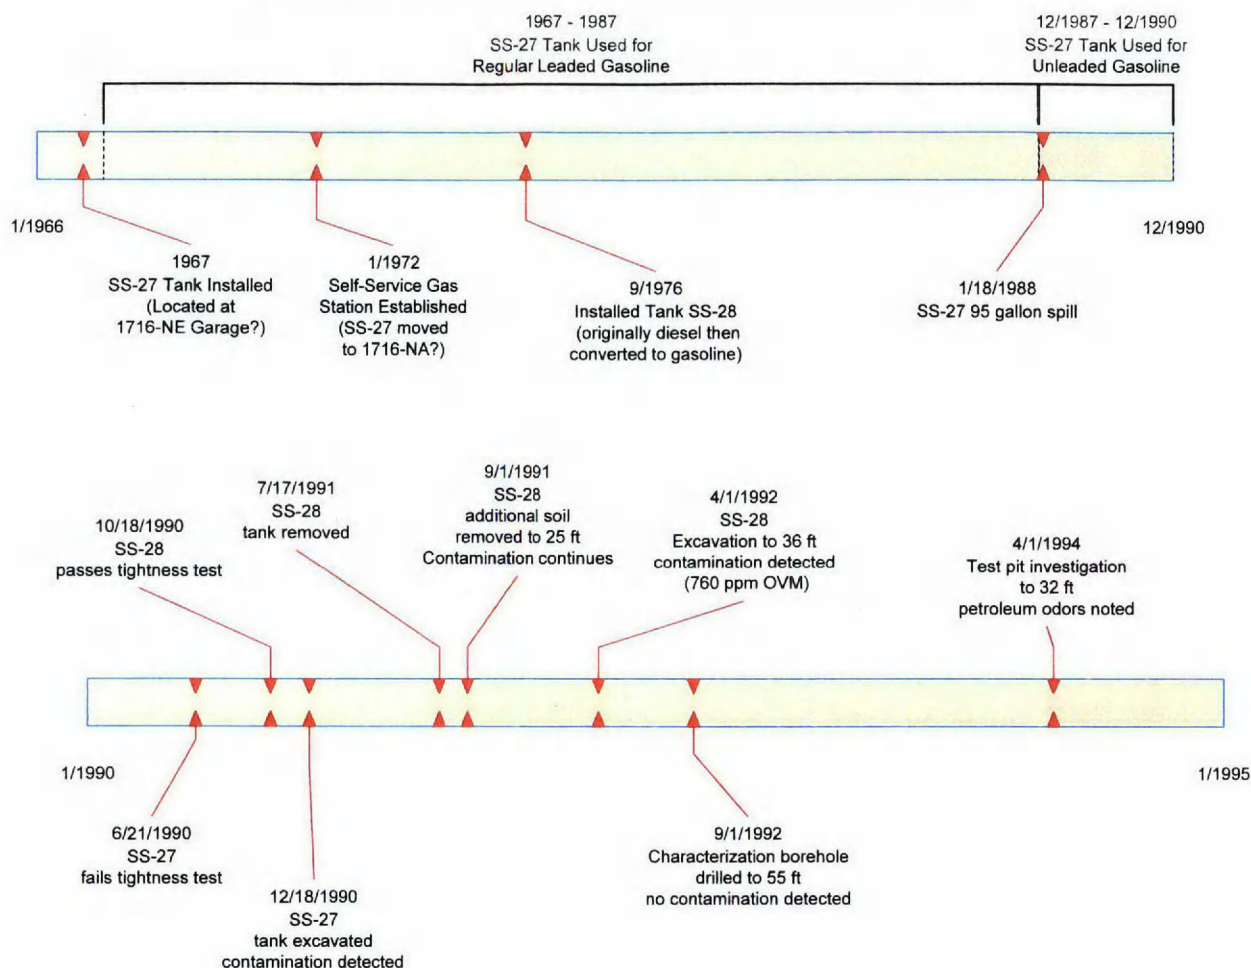 1967 - 1987
SS-27 Tank Used for
Regular Leaded Gasoline
12/1987 - 12/1990
SS-27 Tank Used for
Unleaded Gasoline
1/1966
12/1990
1967
SS-27 Tank Installed
(Located at
1716-NE Garage?)
1/1972
Self-Service Gas
Station Established
(SS-27 moved
to 1716-NA?)
9/1976
Installed Tank SS-28
(originally diesel then
converted to gasoline)
1/18/1988
SS-27 95 gallon spill
10/18/1990
SS-28
passes tightness test
7/17/1991
SS-28
tank removed
9/1/1991
SS-28
additional soil
removed to 25 ft
Contamination continues
4/1/1992
SS-28
Excavation to 36 ft
contamination detected
(760 ppm OVM)
4/1/1994
Test pit investigation
to 32 ft
petroleum odors noted
1/1990
1/1995
6/21/1990
SS-27
fails tightness test
12/18/1990
SS-27
tank excavated
contamination detected
9/1/1992
Characterization borehole
drilled to 55 ft
no contamination detected